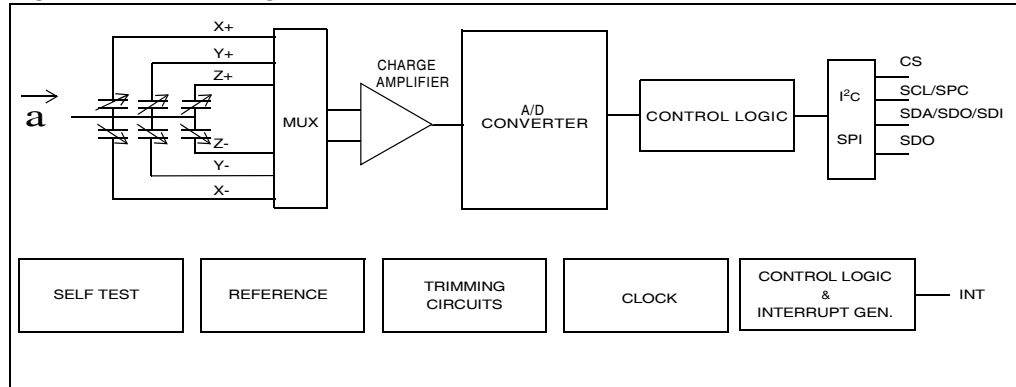 X+
Y+
Z+
a
Z-
Y-
X-
MUX
CHARGE
AMPLIFIER
A/D
CONVERTER
CONTROL LOGIC
I²C
SPI
CS
SCL/SPC
SDA/SDO/SDI
SDO
SELF TEST
REFERENCE
TRIMMING
CIRCUITS
CLOCK
CONTROL LOGIC
&
INTERRUPT GEN.
INT